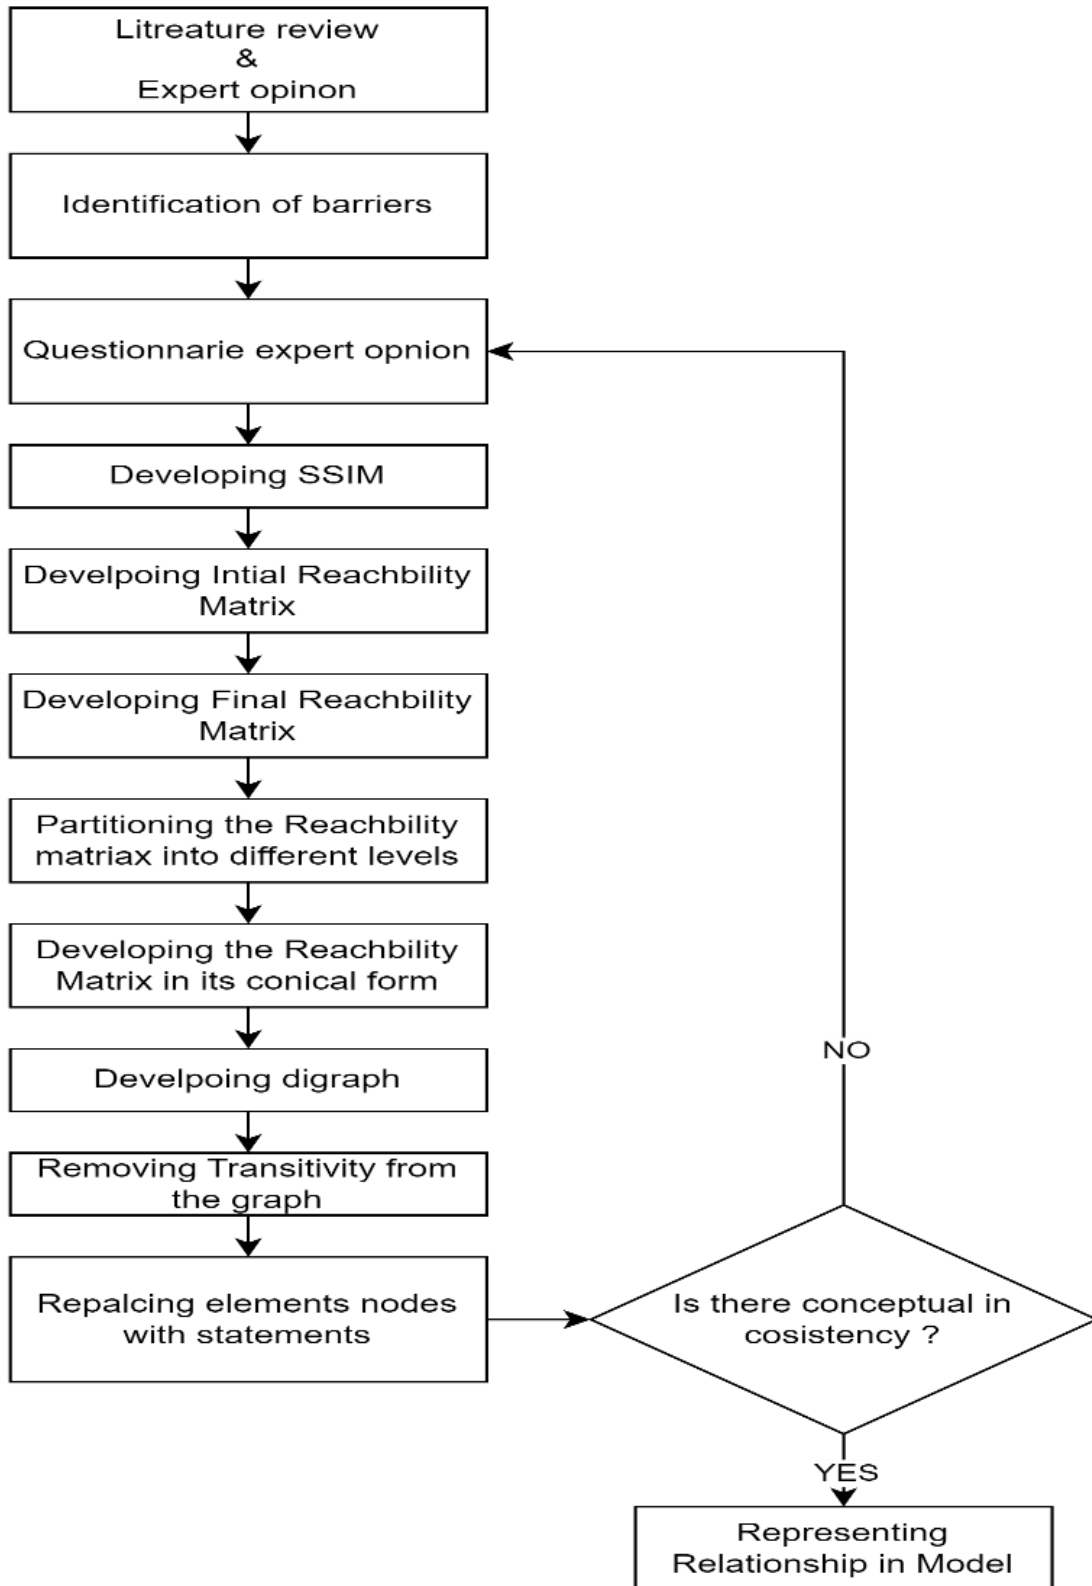 Litreature review
&
Expert opinon
Identification of barriers
Questionnarie expert opnion
Developing SSIM
Develpoing Intial Reachbility
Matrix
Developing Final Reachbility
Matrix
Partitioning the Reachbility
matriax into different levels
Developing the Reachbility
Matrix in its conical form
Develpoing digraph
Removing Transitivity from
the graph
Repalcing elements nodes
with statements
Is there conceptual in
cosistency ?
NO
YES
Representing
Relationship in Model